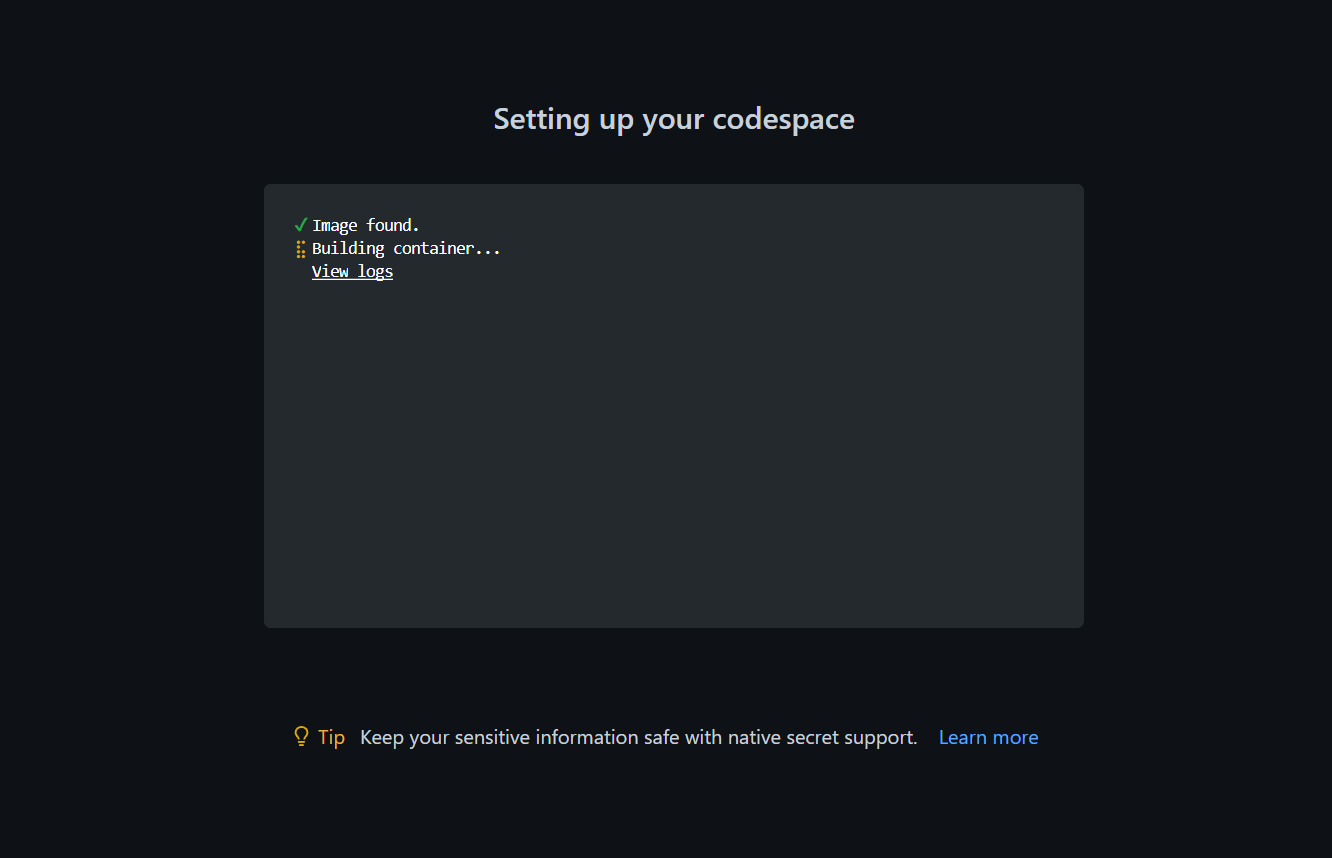 Setting up your codespace
✓ Image found.
Building container...
View logs
Tip Keep your sensitive information safe with native secret support. Learn more